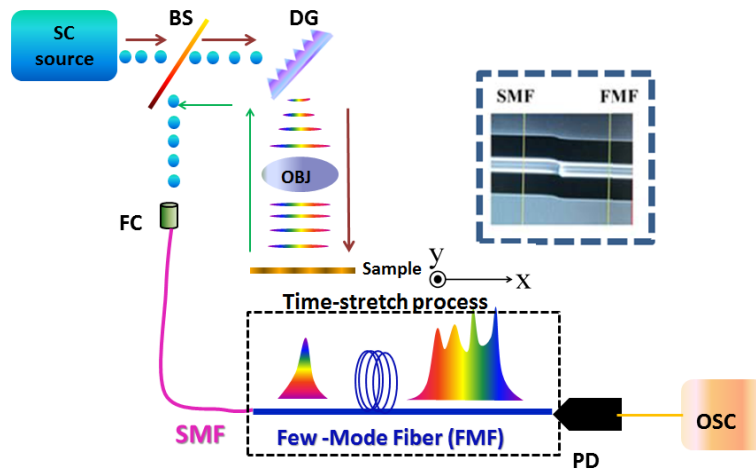 SC
source
BS
DG
OBJ
FC
Sample
y
x
SMF
FMF
Time-stretch process
SMF
Few -Mode Fiber (FMF)
PD
OSC